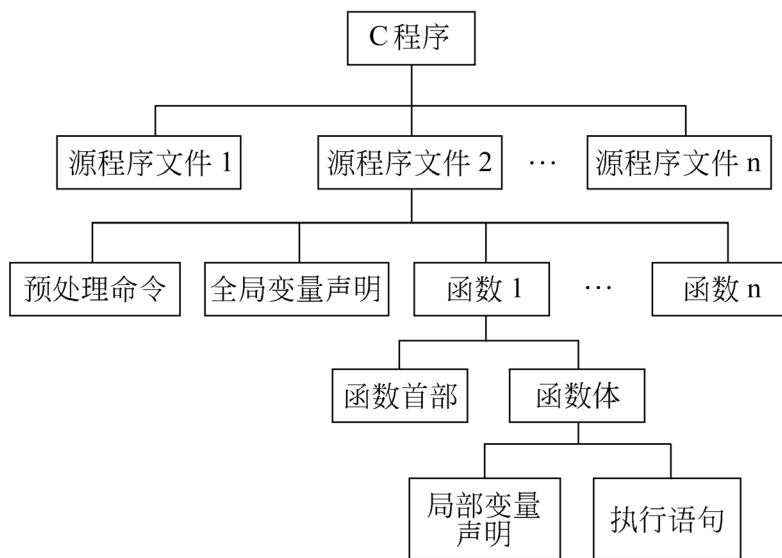 C 程序
源程序文件 1
源程序文件 2
…
源程序文件 n
预处理命令
全局变量声明
函数 1
…
函数 n
函数首部
函数体
局部变量
声明
执行语句